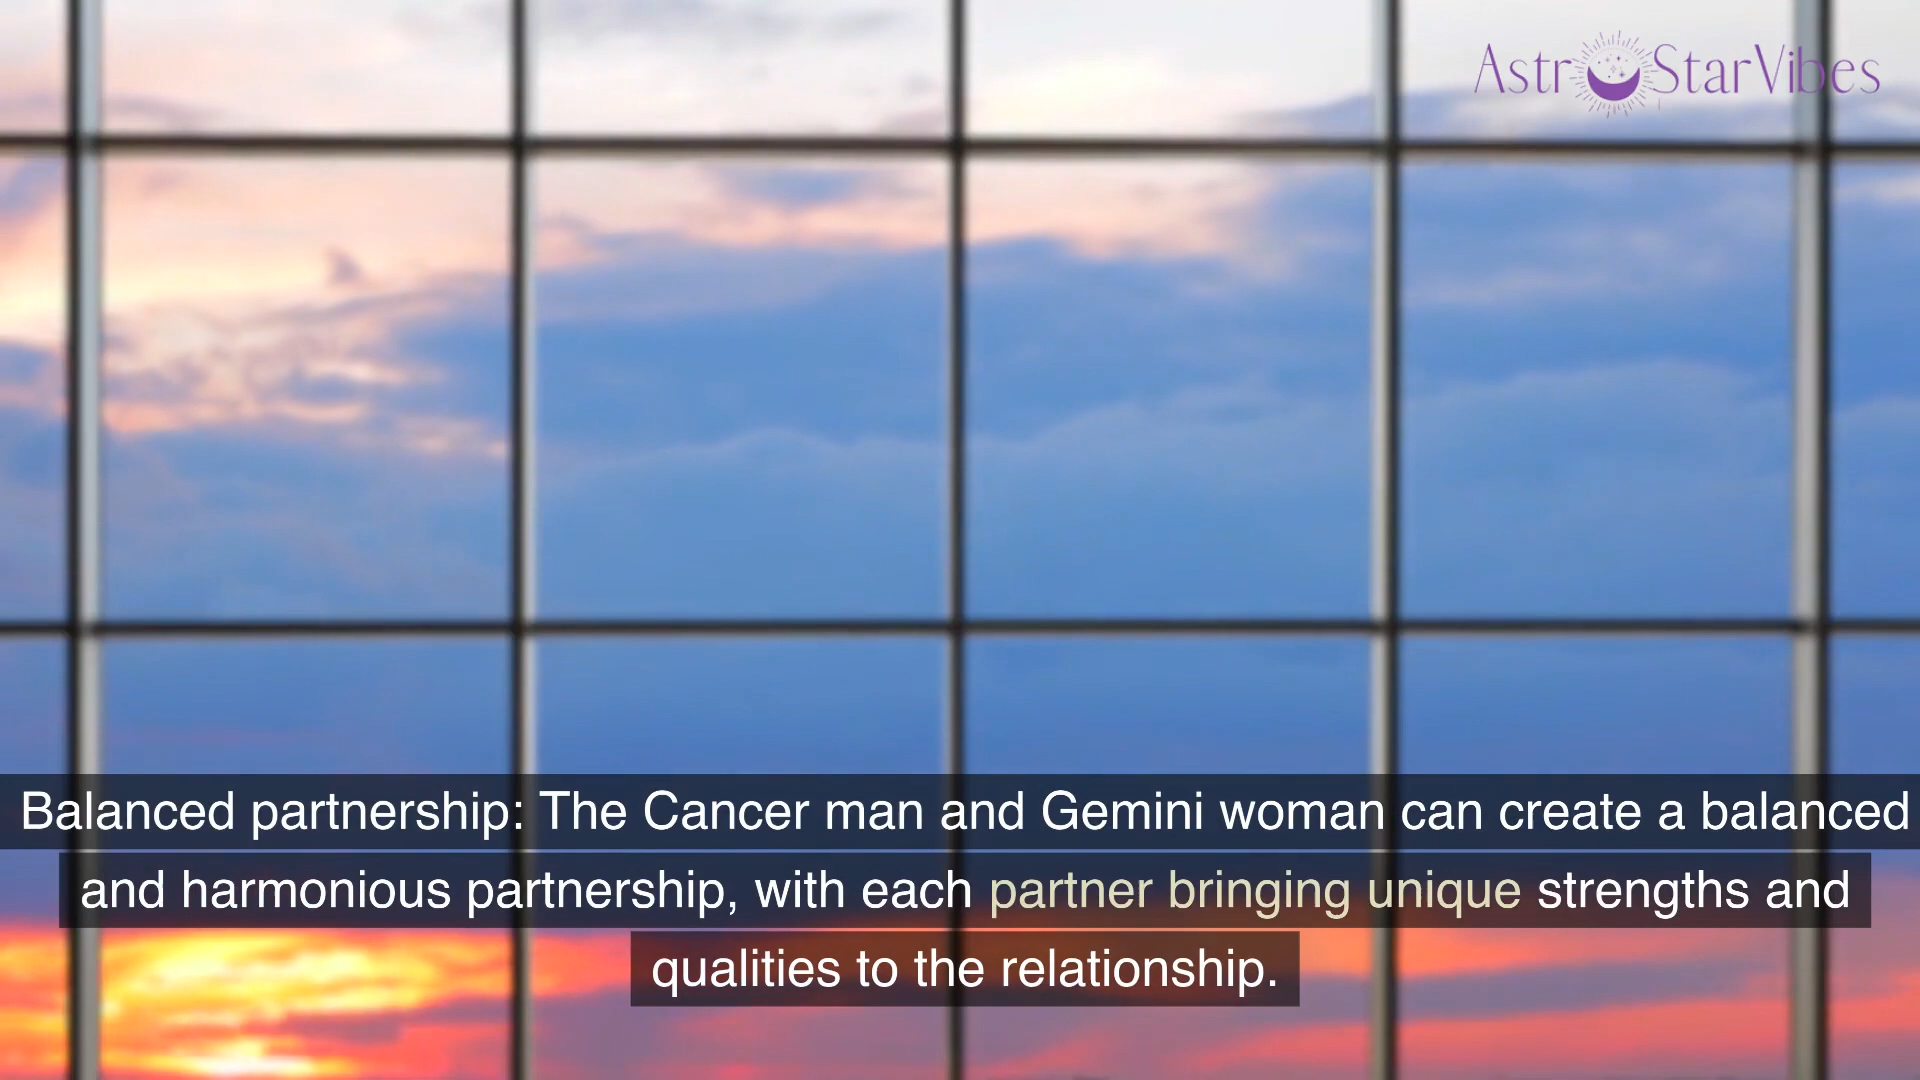 AstroStarVibes
Balanced partnership: The Cancer man and Gemini woman can create a balanced
and harmonious partnership, with each partner bringing unique strengths and
qualities to the relationship.